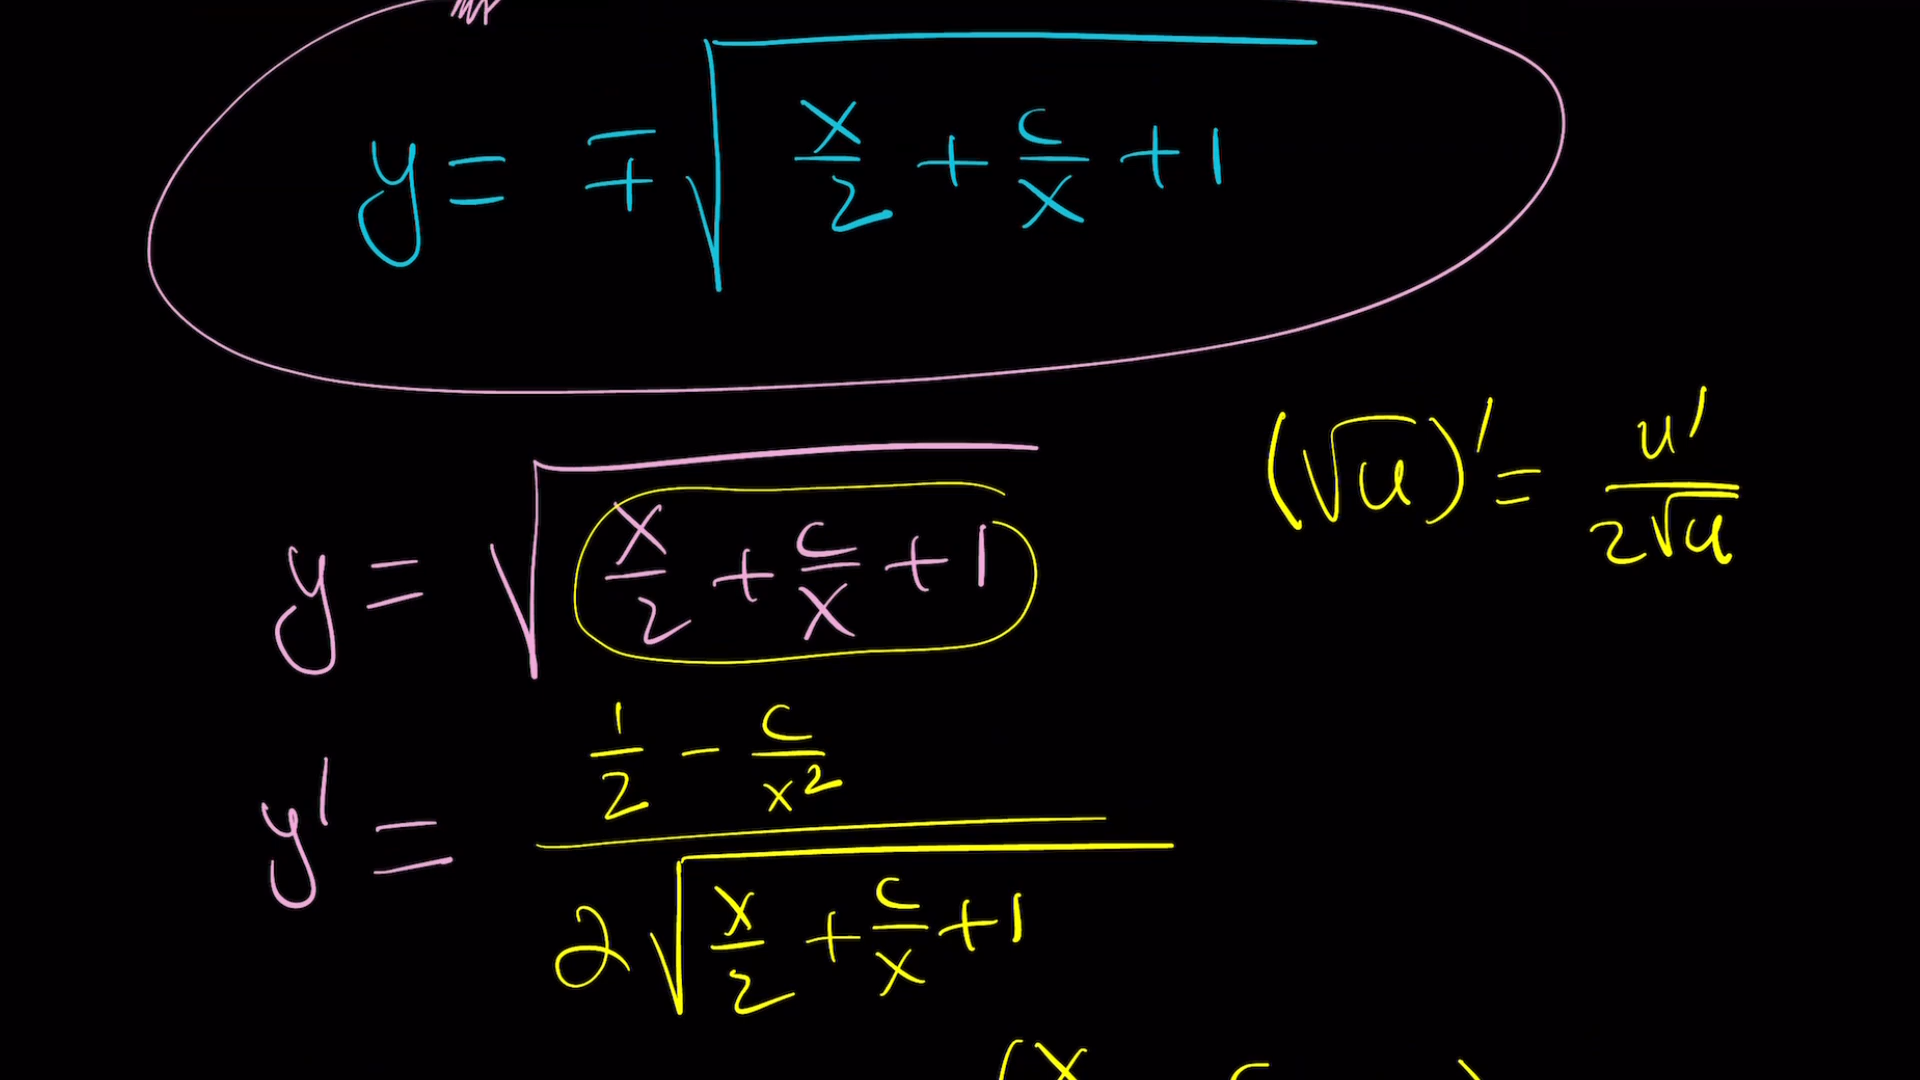 y = ∓√(x/2 + c/x + 1)
(√u)' = u'/(2√u)
y = √(x/2 + c/x + 1)
y' = (1/2 - c/x²)/(2√(x/2 + c/x + 1))
(x c )